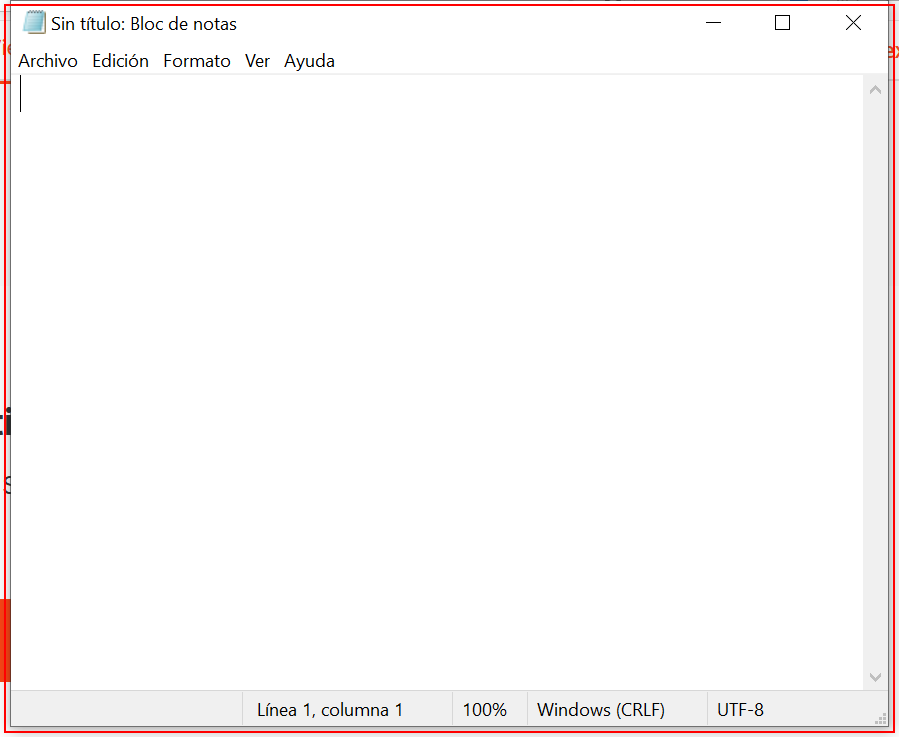 Sin título: Bloc de notas
Archivo Edición Formato Ver Ayuda
Línea 1, columna 1 100% Windows (CRLF) UTF-8